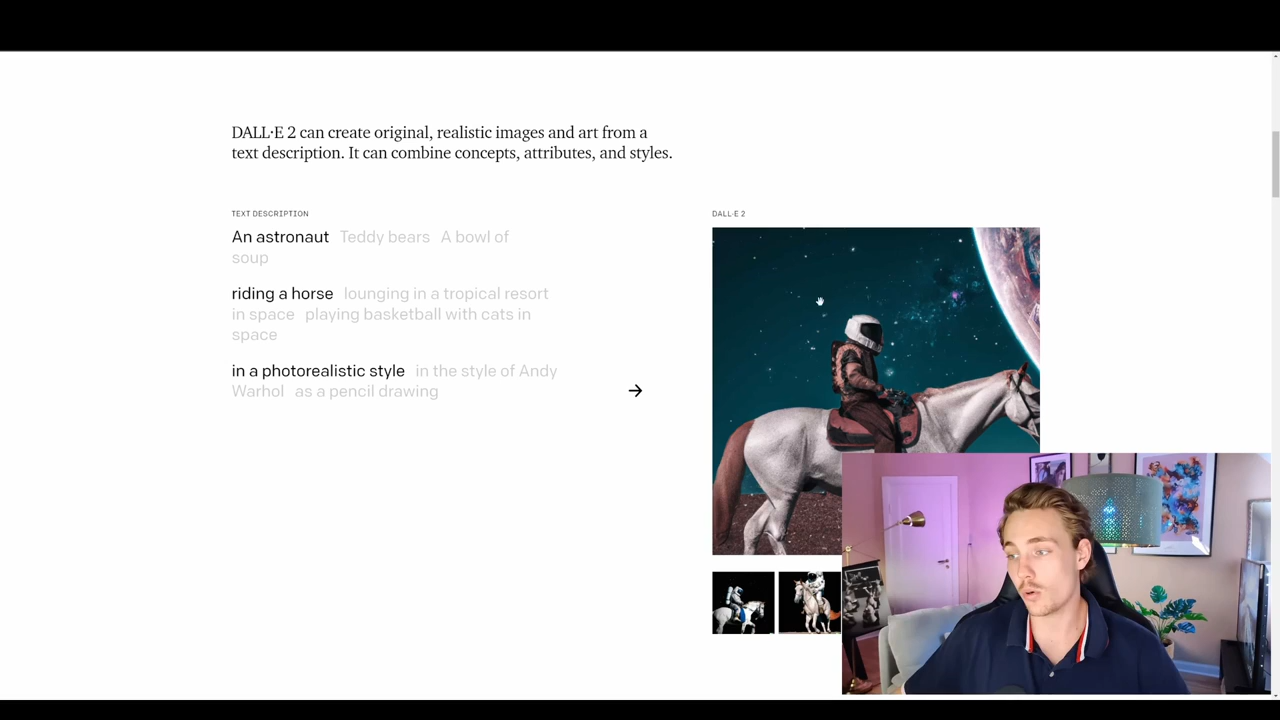 DALL·E 2 can create original, realistic images and art from a
text description. It can combine concepts, attributes, and styles.
TEXT DESCRIPTION
An astronaut Teddy bears A bowl of
soup
riding a horse lounging in a tropical resort
in space playing basketball with cats in
space
in a photorealistic style in the style of Andy
Warhol as a pencil drawing
DALL·E 2